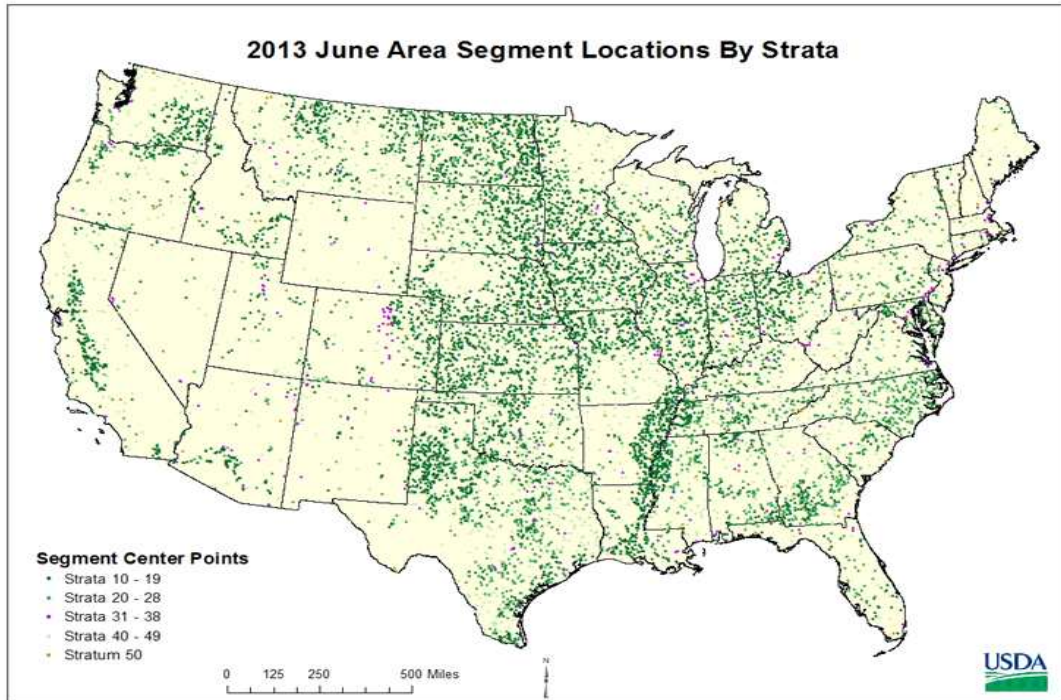 2013 June Area Segment Locations By Strata
Segment Center Points
Strata 10 - 19
Strata 20 - 28
Strata 31 - 38
Strata 40 - 49
Stratum 50
0 125 250 500 Miles
N
USDA